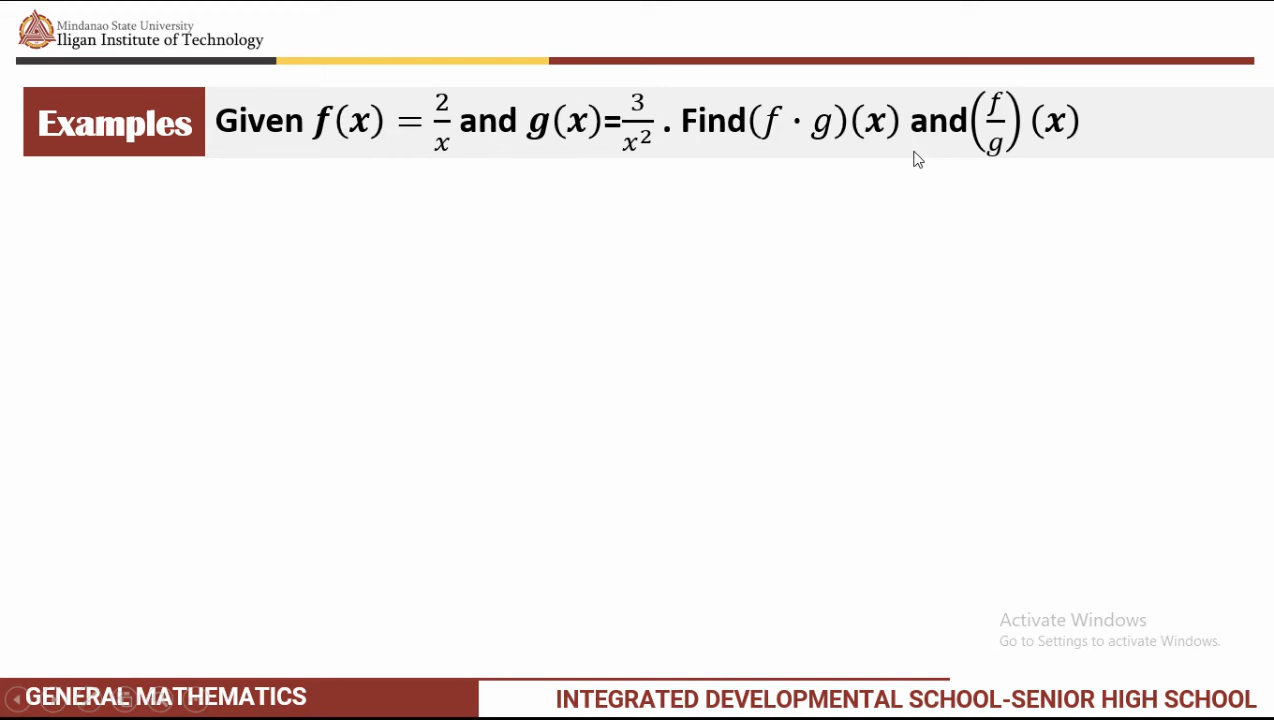 Mindanao State University
Iligan Institute of Technology
Examples Given f(x) = 2/x and g(x)=3/x² . Find(f · g)(x) and(f/g)(x)
Activate Windows
Go to Settings to activate Windows.
GENERAL MATHEMATICS
INTEGRATED DEVELOPMENTAL SCHOOL-SENIOR HIGH SCHOOL